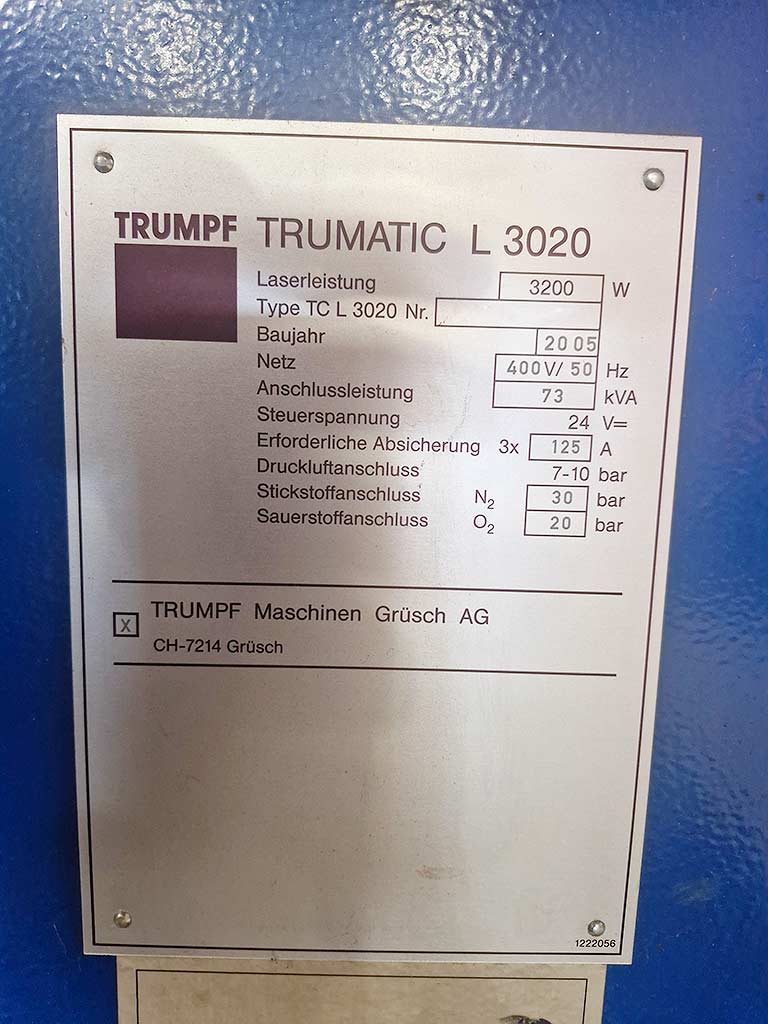 TRUMPF TRUMATIC L 3020
Laserleistung 3200 W
Type TC L 3020 Nr.
Baujahr 2005
Netz 400V/50 Hz
Anschlussleistung 73 kVA
Steuerspannung 24 V=
Erforderliche Absicherung 3x 125 A
Druckluftanschluss 7-10 bar
Stickstoffanschluss N₂ 30 bar
Sauerstoffanschluss O₂ 20 bar
X TRUMPF Maschinen Grüsch AG
CH-7214 Grüsch
1222056